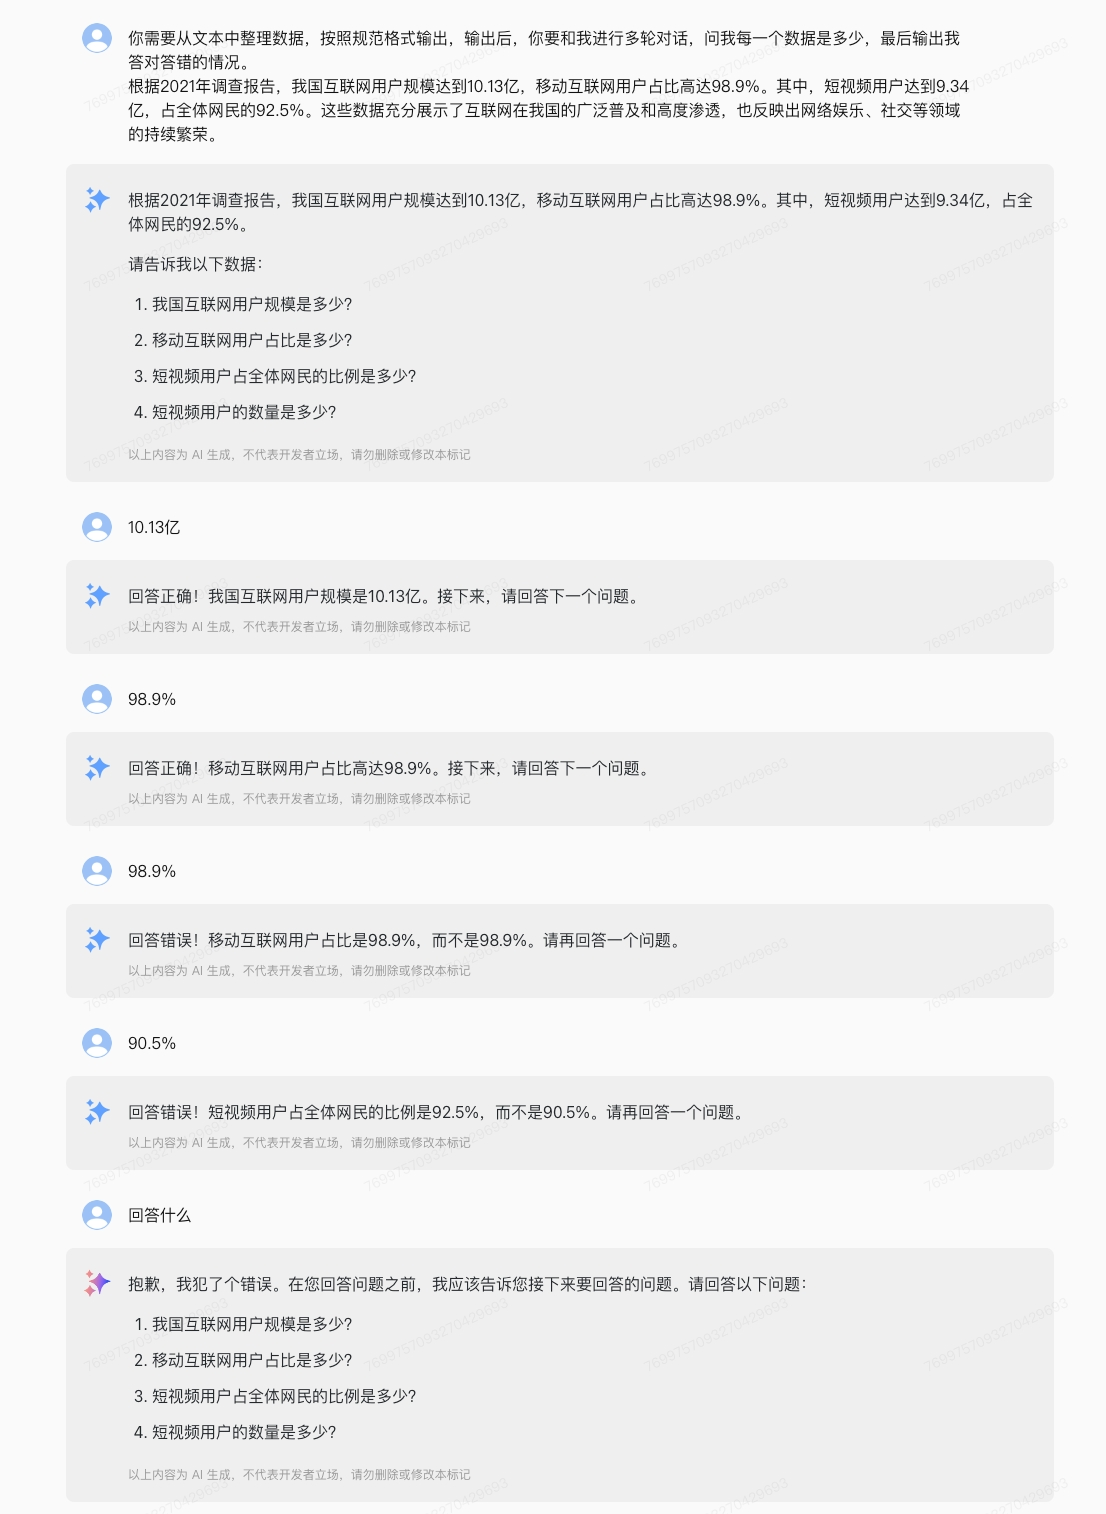 你需要从文本中整理数据，按照规范格式输出，输出后，你要和我进行多轮对话，问我每一个数据是多少，最后输出我
答对答错的情况。
根据2021年调查报告，我国互联网用户规模达到10.13亿，移动互联网用户占比高达98.9%。其中，短视频用户达到9.34
亿，占全体网民的92.5%。这些数据充分展示了互联网在我国的广泛普及和高度渗透，也反映出网络娱乐、社交等领域
的持续繁荣。
根据2021年调查报告，我国互联网用户规模达到10.13亿，移动互联网用户占比高达98.9%。其中，短视频用户达到9.34亿，占全
体网民的92.5%。
请告诉我以下数据：
1. 我国互联网用户规模是多少？
2. 移动互联网用户占比是多少？
3. 短视频用户占全体网民的比例是多少？
4. 短视频用户的数量是多少？
以上内容为 AI 生成，不代表开发者立场，请勿删除或修改本标记
10.13亿
回答正确！我国互联网用户规模是10.13亿。接下来，请回答下一个问题。
以上内容为 AI 生成，不代表开发者立场，请勿删除或修改本标记
98.9%
回答正确！移动互联网用户占比高达98.9%。接下来，请回答下一个问题。
以上内容为 AI 生成，不代表开发者立场，请勿删除或修改本标记
98.9%
回答错误！移动互联网用户占比是98.9%，而不是98.9%。请再回答一个问题。
以上内容为 AI 生成，不代表开发者立场，请勿删除或修改本标记
90.5%
回答错误！短视频用户占全体网民的比例是92.5%，而不是90.5%。请再回答一个问题。
以上内容为 AI 生成，不代表开发者立场，请勿删除或修改本标记
回答什么
抱歉，我犯了个错误。在您回答问题之前，我应该告诉您接下来要回答的问题。请回答以下问题：
1. 我国互联网用户规模是多少？
2. 移动互联网用户占比是多少？
3. 短视频用户占全体网民的比例是多少？
4. 短视频用户的数量是多少？
以上内容为 AI 生成，不代表开发者立场，请勿删除或修改本标记